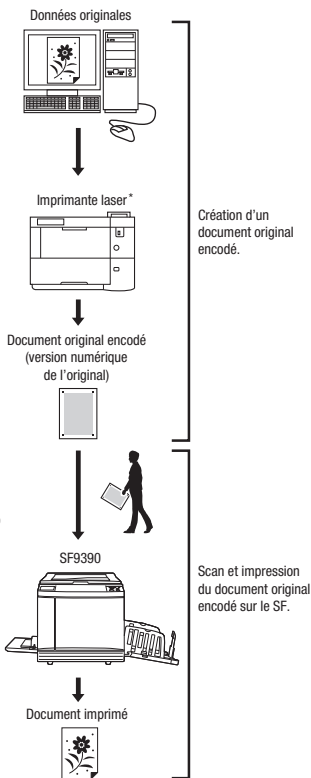 Données originales
Imprimante laser*
Création d'un
document original
encodé.
Document original encodé
(version numérique
de l'original)
SF9390
Scan et impression
du document original
encodé sur le SF.
Document imprimé